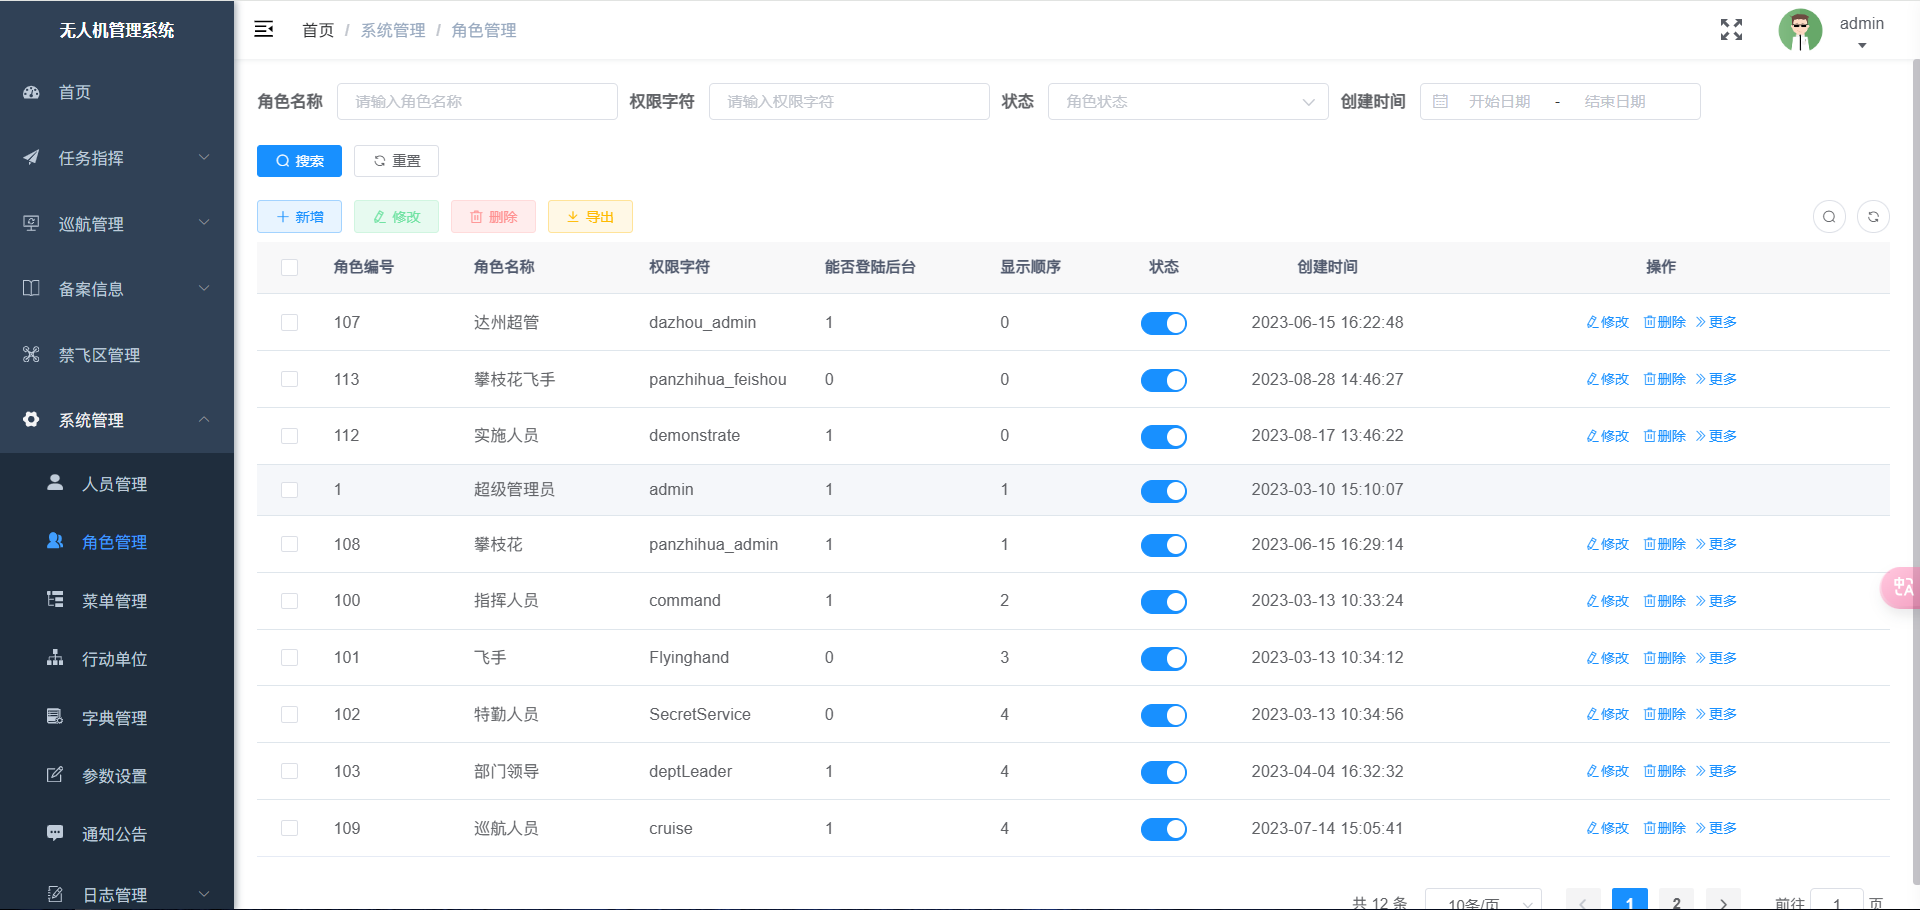 无人机管理系统
首页 / 系统管理 / 角色管理
admin
首页
任务指挥
巡航管理
备案信息
禁飞区管理
系统管理
人员管理
角色管理
菜单管理
行动单位
字典管理
参数设置
通知公告
日志管理
角色名称 请输入角色名称 权限字符 请输入权限字符 状态 角色状态 创建时间 开始日期 - 结束日期
搜索 重置
新增 修改 删除 导出
角色编号 角色名称 权限字符 能否登陆后台 显示顺序 状态 创建时间 操作
107 达州超管 dazhou_admin 1 0 2023-06-15 16:22:48 修改 删除 更多
113 攀枝花飞手 panzhihua_feishou 0 0 2023-08-28 14:46:27 修改 删除 更多
112 实施人员 demonstrate 1 0 2023-08-17 13:46:22 修改 删除 更多
1 超级管理员 admin 1 1 2023-03-10 15:10:07
108 攀枝花 panzhihua_admin 1 1 2023-06-15 16:29:14 修改 删除 更多
100 指挥人员 command 1 2 2023-03-13 10:33:24 修改 删除 更多
101 飞手 Flyinghand 0 3 2023-03-13 10:34:12 修改 删除 更多
102 特勤人员 SecretService 0 4 2023-03-13 10:34:56 修改 删除 更多
103 部门领导 deptLeader 1 4 2023-04-04 16:32:32 修改 删除 更多
109 巡航人员 cruise 1 4 2023-07-14 15:05:41 修改 删除 更多
共 12 条 10条/页 1 2 前往 1 页